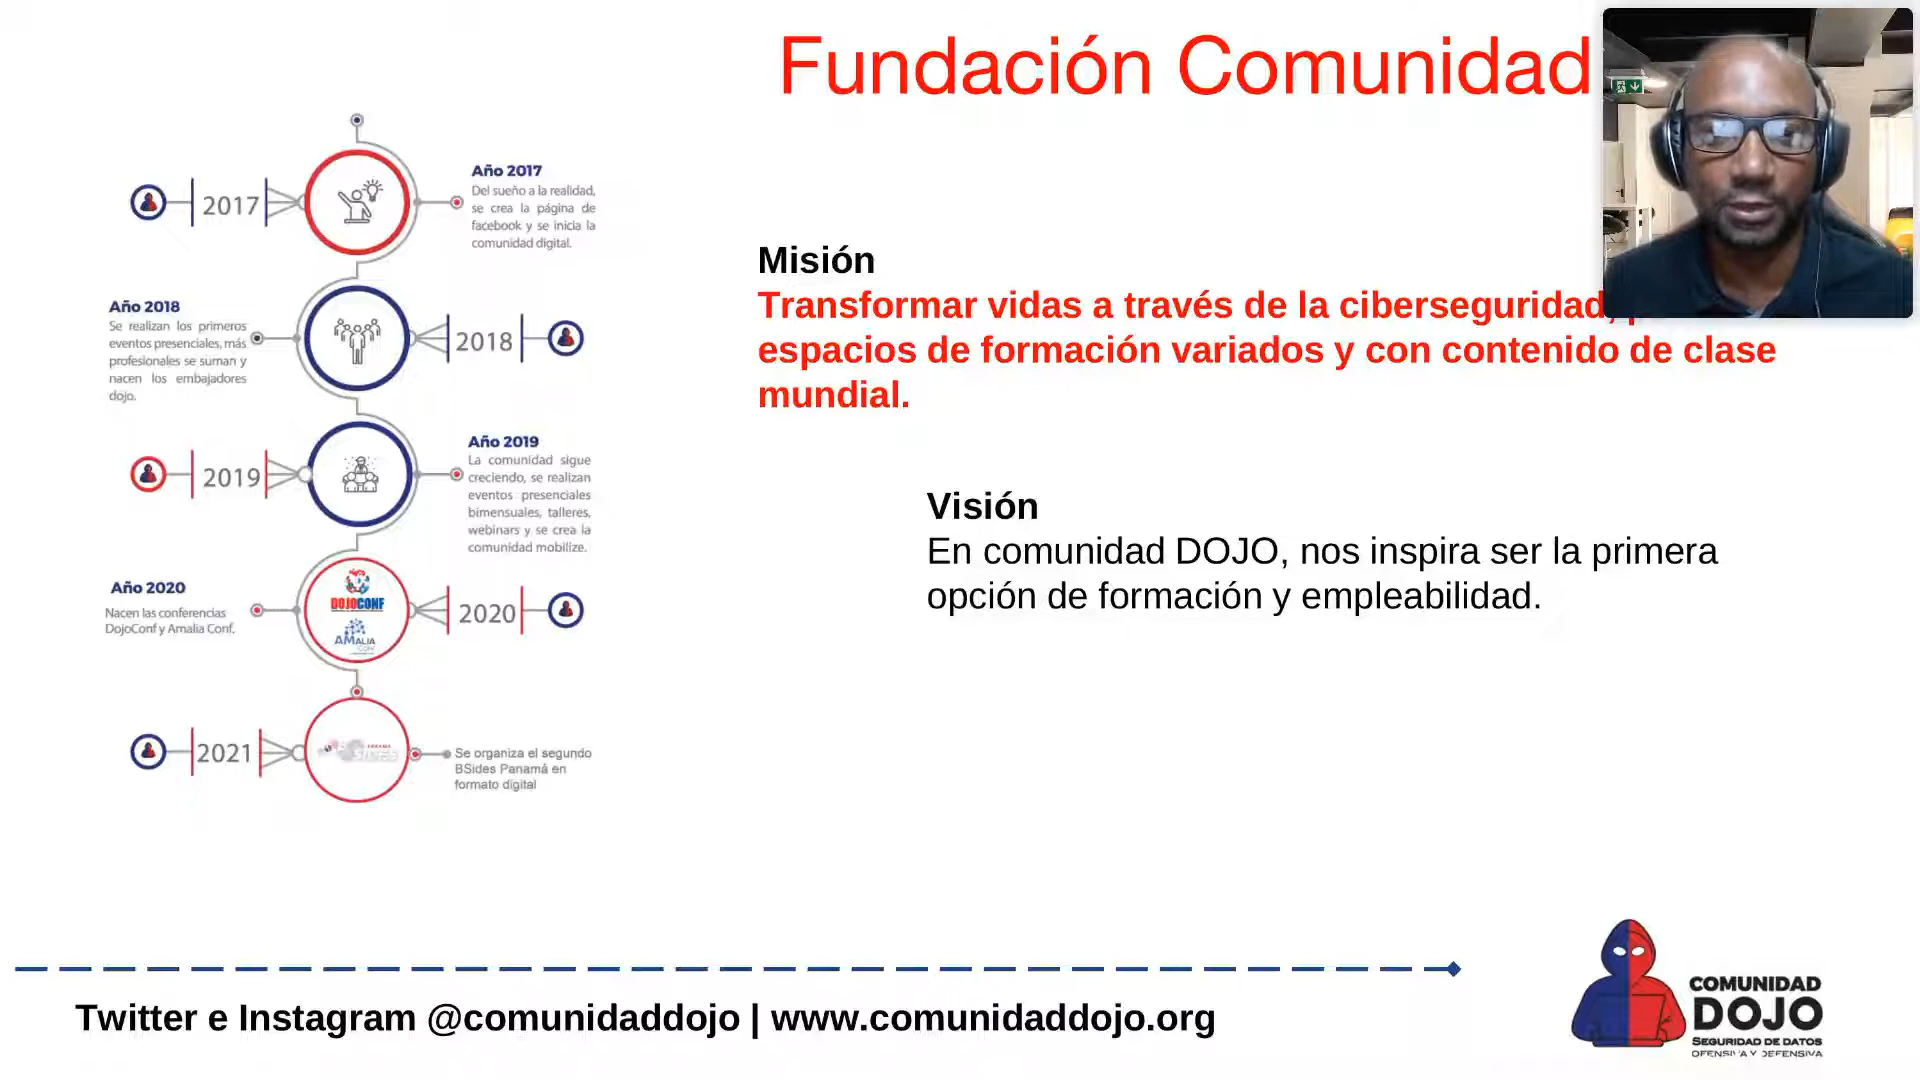 Fundación Comunidad
2017
Año 2017
Del sueño a la realidad,
se crea la página de
facebook y se inicia la
comunidad digital.
Año 2018
Se realizan los primeros
eventos presenciales, más
profesionales se suman y
nacen los embajadores
dojo.
2018
2019
Año 2019
La comunidad sigue
creciendo, se realizan
eventos presenciales
bimensuales, talleres,
webinars y se crea la
comunidad mobilize.
Año 2020
Nacen las conferencias
DojoConf y Amalia Conf.
DOJOCONF
AMALIA
CONF
2020
2021
SIDES
Se organiza el segundo
BSides Panamá en
formato digital
Misión
Transformar vidas a través de la ciberseguridad,
espacios de formación variados y con contenido de clase
mundial.
Visión
En comunidad DOJO, nos inspira ser la primera
opción de formación y empleabilidad.
Twitter e Instagram @comunidaddojo | www.comunidaddojo.org
COMUNIDAD
DOJO
SEGURIDAD DE DATOS
OFENSIVA Y DEFENSIVA